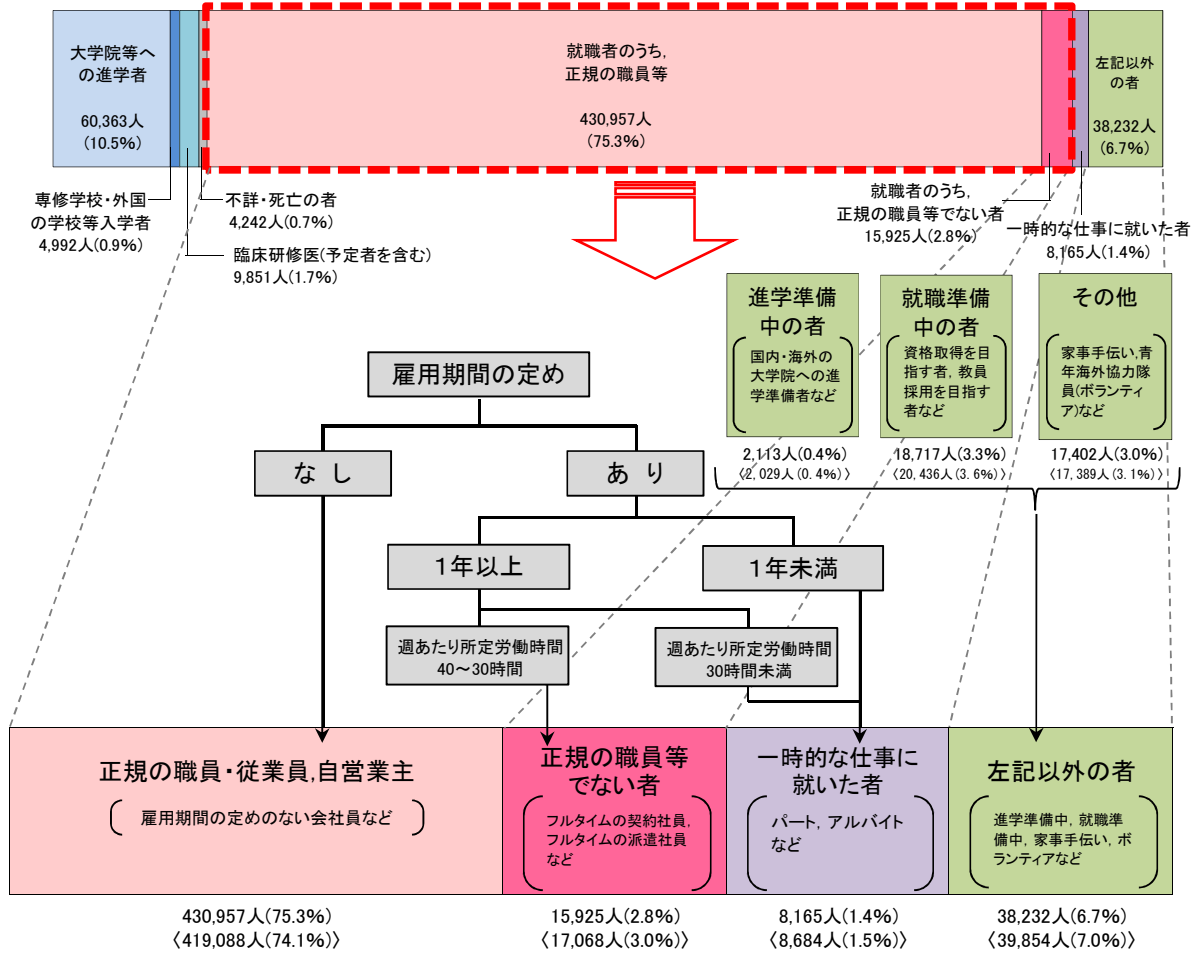 大学院等へ
の進学者
60,363人
(10.5%)
就職者のうち,
正規の職員等
430,957人
(75.3%)
左記以外
の者
38,232人
(6.7%)
専修学校・外国
の学校等入学者
4,992人(0.9%)
不詳・死亡の者
4,242人(0.7%)
臨床研修医(予定者を含む)
9,851人(1.7%)
就職者のうち,
正規の職員等でない者
15,925人(2.8%)
一時的な仕事に就いた者
8,165人(1.4%)
進学準備
中の者
国内・海外の
大学院への進
学準備者など
2,113人(0.4%)
〈2,029人(0.4%)〉
就職準備
中の者
資格取得を目
指す者, 教員
採用を目指す
者など
18,717人(3.3%)
〈20,436人(3.6%)〉
その他
家事手伝い,青
年海外協力隊
員(ボランティ
ア)など
17,402人(3.0%)
〈17,389人(3.1%)〉
雇用期間の定め
なし
あり
1年以上
1年未満
週あたり所定労働時間
40～30時間
週あたり所定労働時間
30時間未満
正規の職員・従業員,自営業主
雇用期間の定めのない会社員など
430,957人(75.3%)
〈419,088人(74.1%)〉
正規の職員等
でない者
フルタイムの契約社員,
フルタイムの派遣社員
など
15,925人(2.8%)
〈17,068人(3.0%)〉
一時的な仕事に
就いた者
パート, アルバイト
など
8,165人(1.4%)
〈8,684人(1.5%)〉
左記以外の者
進学準備中, 就職準
備中, 家事手伝い, ボ
ランティアなど
38,232人(6.7%)
〈39,854人(7.0%)〉